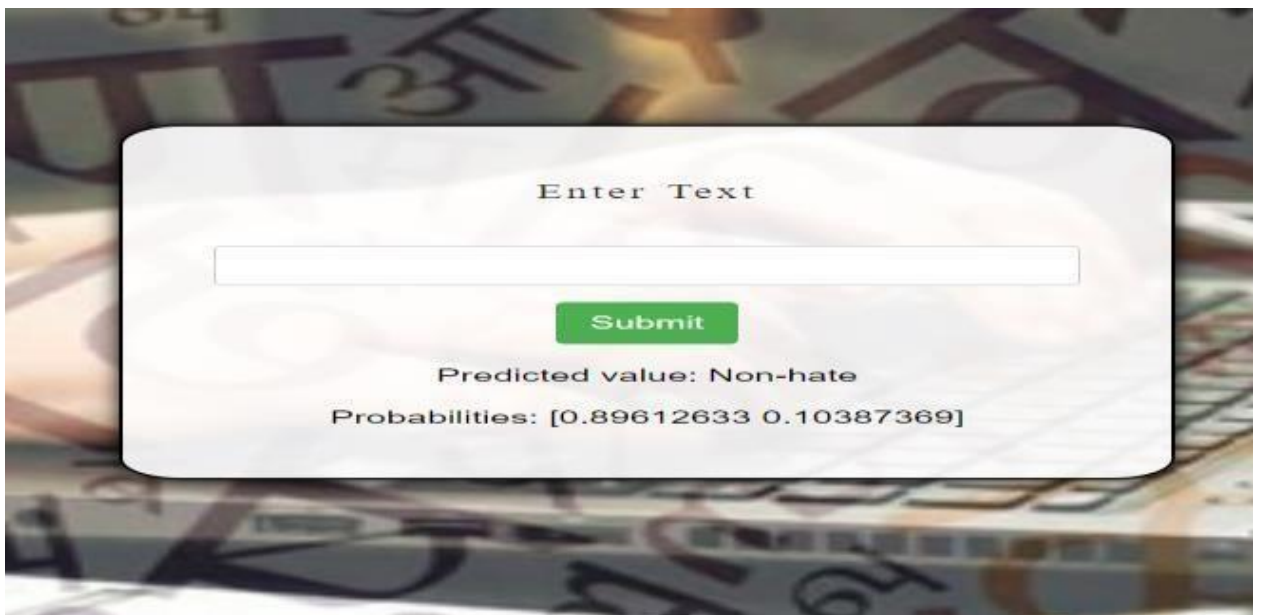 Enter Text
Submit
Predicted value: Non-hate
Probabilities: [0.89612633 0.10387369]